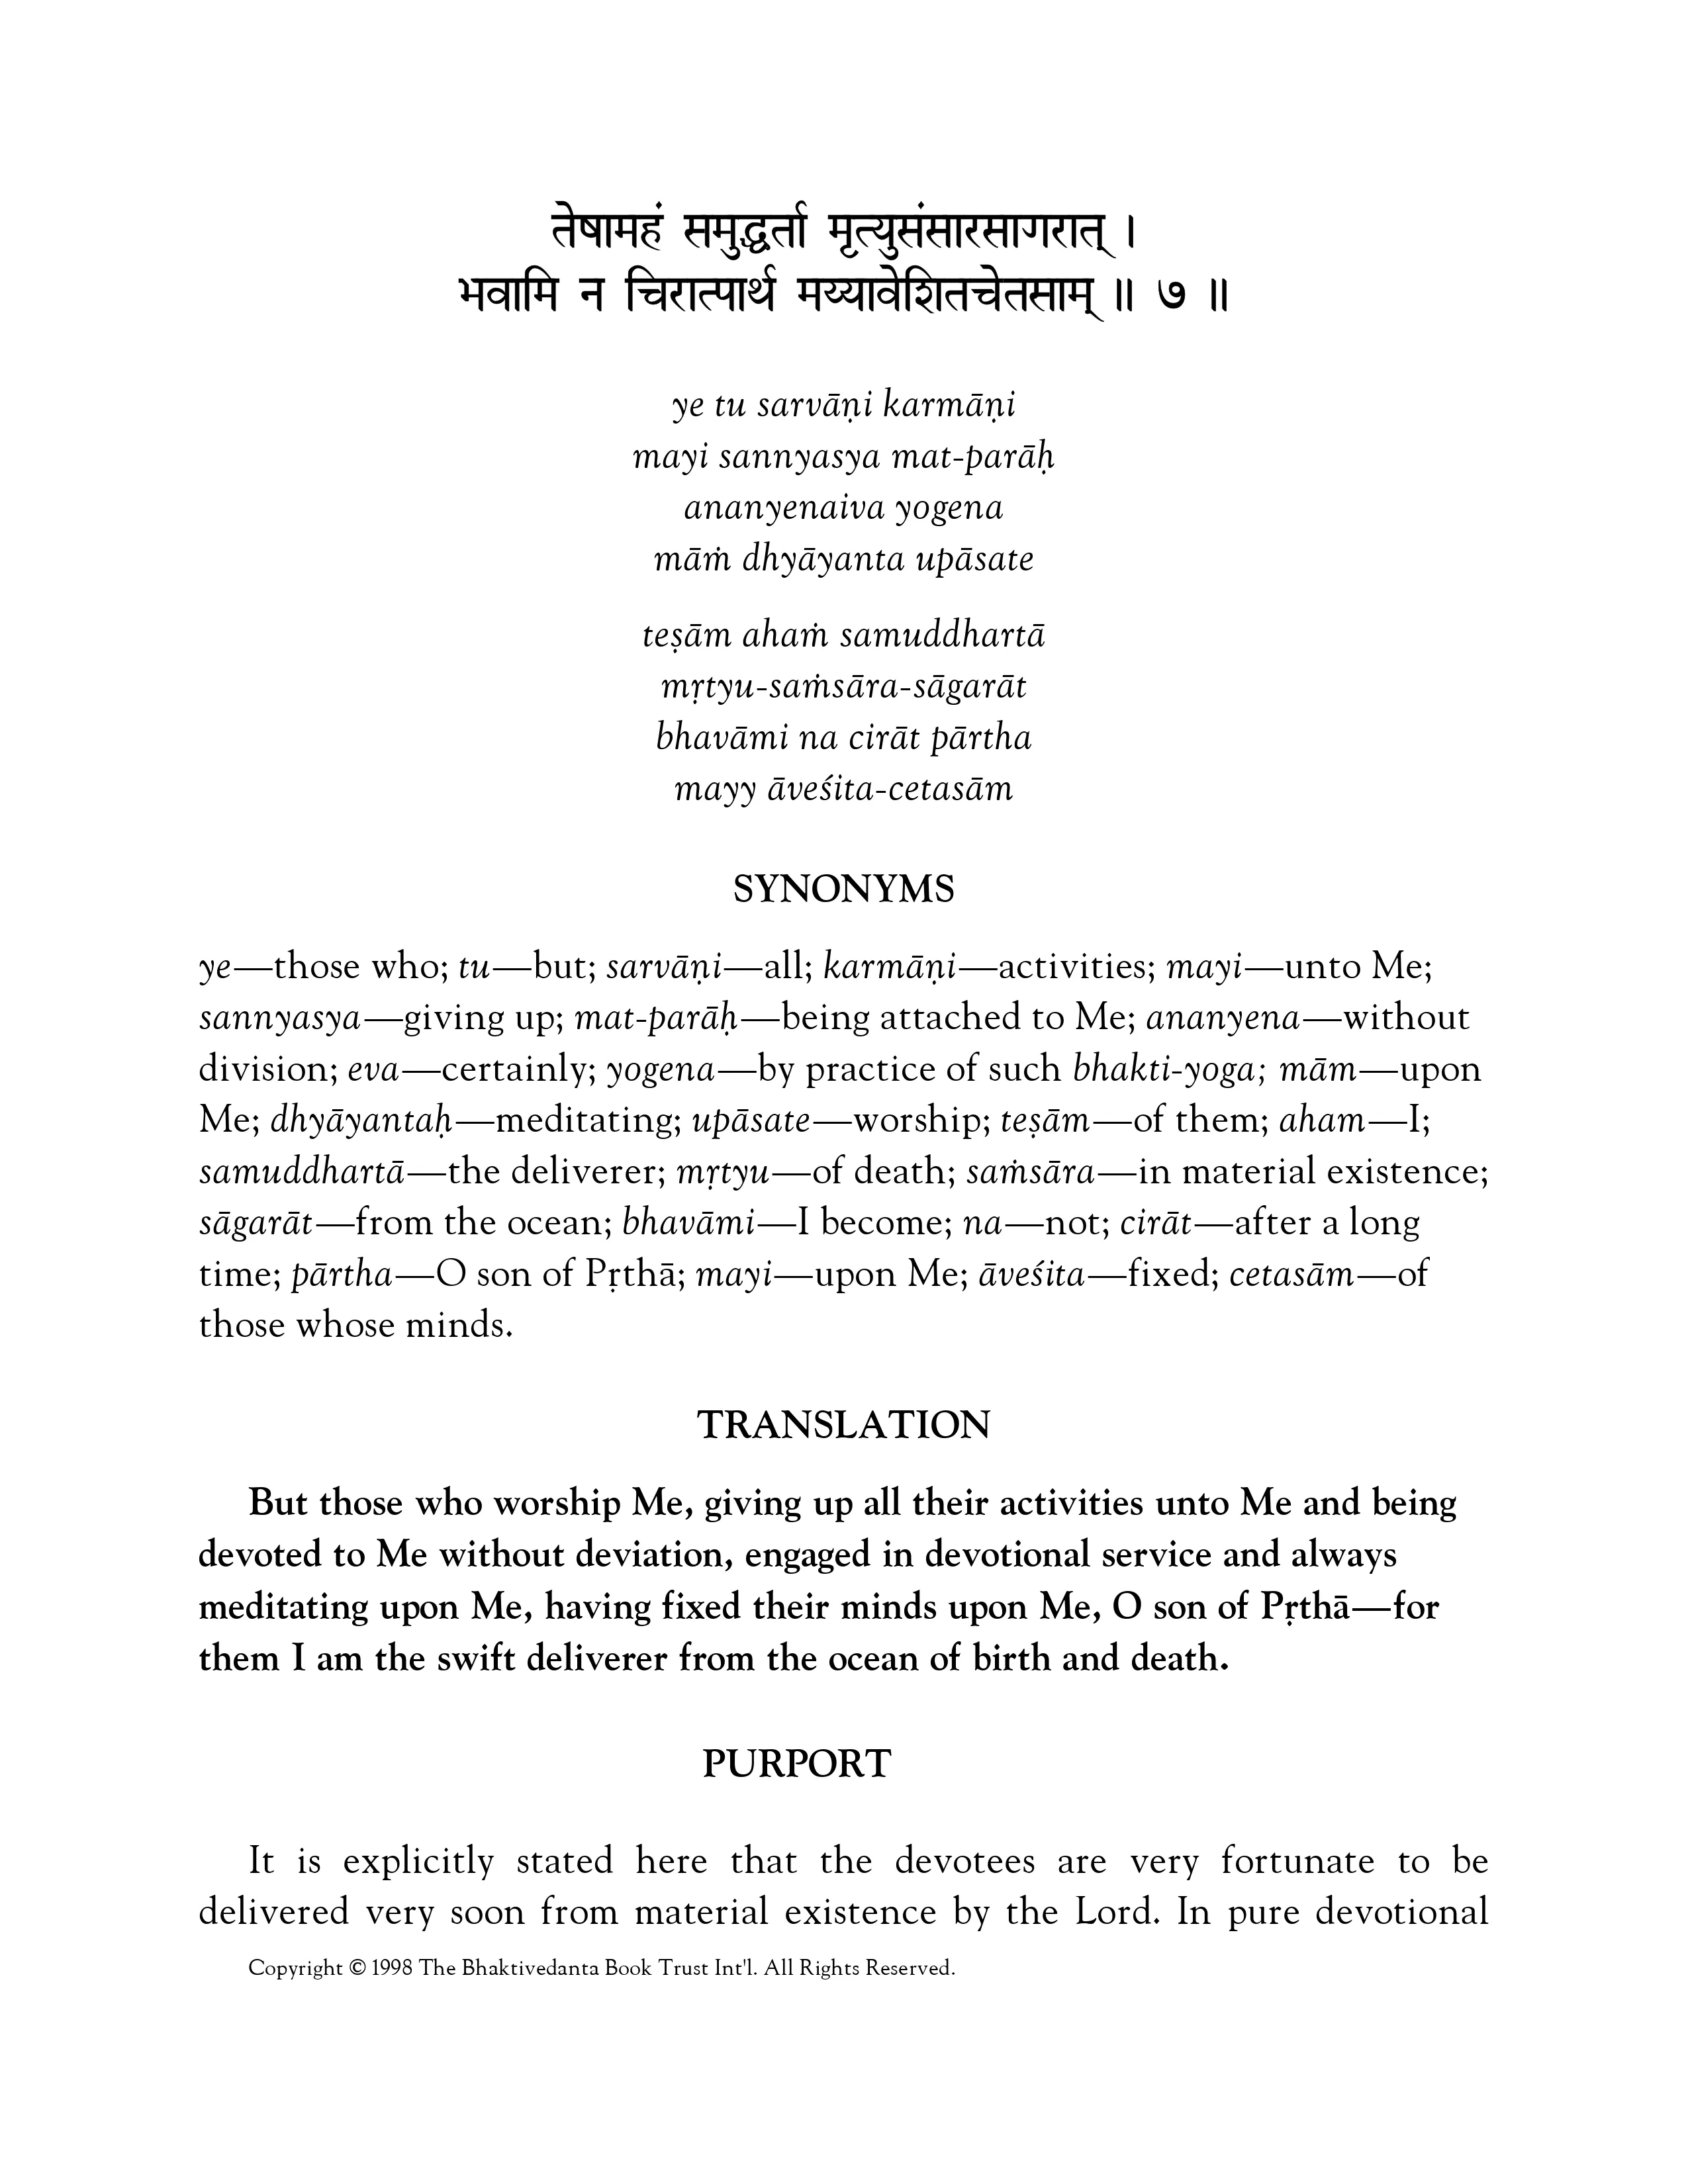 तेषामहं समुद्धर्ता मृत्युसंसारसागरात् ।
भवामि न चिरात्पार्थ मय्यावेशितचेतसाम् ॥ ७ ॥
ye tu sarvāṇi karmāṇi
mayi sannyasya mat-parāḥ
ananyenaiva yogena
māṁ dhyāyanta upāsate
teṣām ahaṁ samuddhartā
mṛtyu-saṁsāra-sāgarāt
bhavāmi na cirāt pārtha
mayy āveśita-cetasām
SYNONYMS
ye—those who; tu—but; sarvāṇi—all; karmāṇi—activities; mayi—unto Me;
sannyasya—giving up; mat-parāḥ—being attached to Me; ananyena—without
division; eva—certainly; yogena—by practice of such bhakti-yoga; mām—upon
Me; dhyāyantaḥ—meditating; upāsate—worship; teṣām—of them; aham—I;
samuddhartā—the deliverer; mṛtyu—of death; saṁsāra—in material existence;
sāgarāt—from the ocean; bhavāmi—I become; na—not; cirāt—after a long
time; pārtha—O son of Pṛthā; mayi—upon Me; āveśita—fixed; cetasām—of
those whose minds.
TRANSLATION
But those who worship Me, giving up all their activities unto Me and being
devoted to Me without deviation, engaged in devotional service and always
meditating upon Me, having fixed their minds upon Me, O son of Pṛthā—for
them I am the swift deliverer from the ocean of birth and death.
PURPORT
It is explicitly stated here that the devotees are very fortunate to be
delivered very soon from material existence by the Lord. In pure devotional
Copyright © 1998 The Bhaktivedanta Book Trust Int'l. All Rights Reserved.